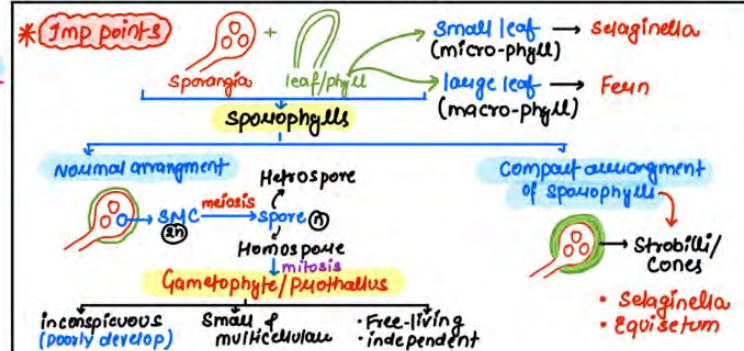 * Imp points
+
Sporangia
leaf/phyll
Small leaf → Selaginella
(micro-phyll)
large leaf → Fern
(macro-phyll)
Sporophylls
Normal arrangment
Compact arrangment
of sporophylls
Hetrospore
SMC meiosis spore n
2n
Homospore
mitosis
Gametophyte/prothallus
Strobilli/
Cones
• Selaginella
• Equisetum
inconspicuous
(poorly develop)
Small &
multicellular
• Free-living
• independent